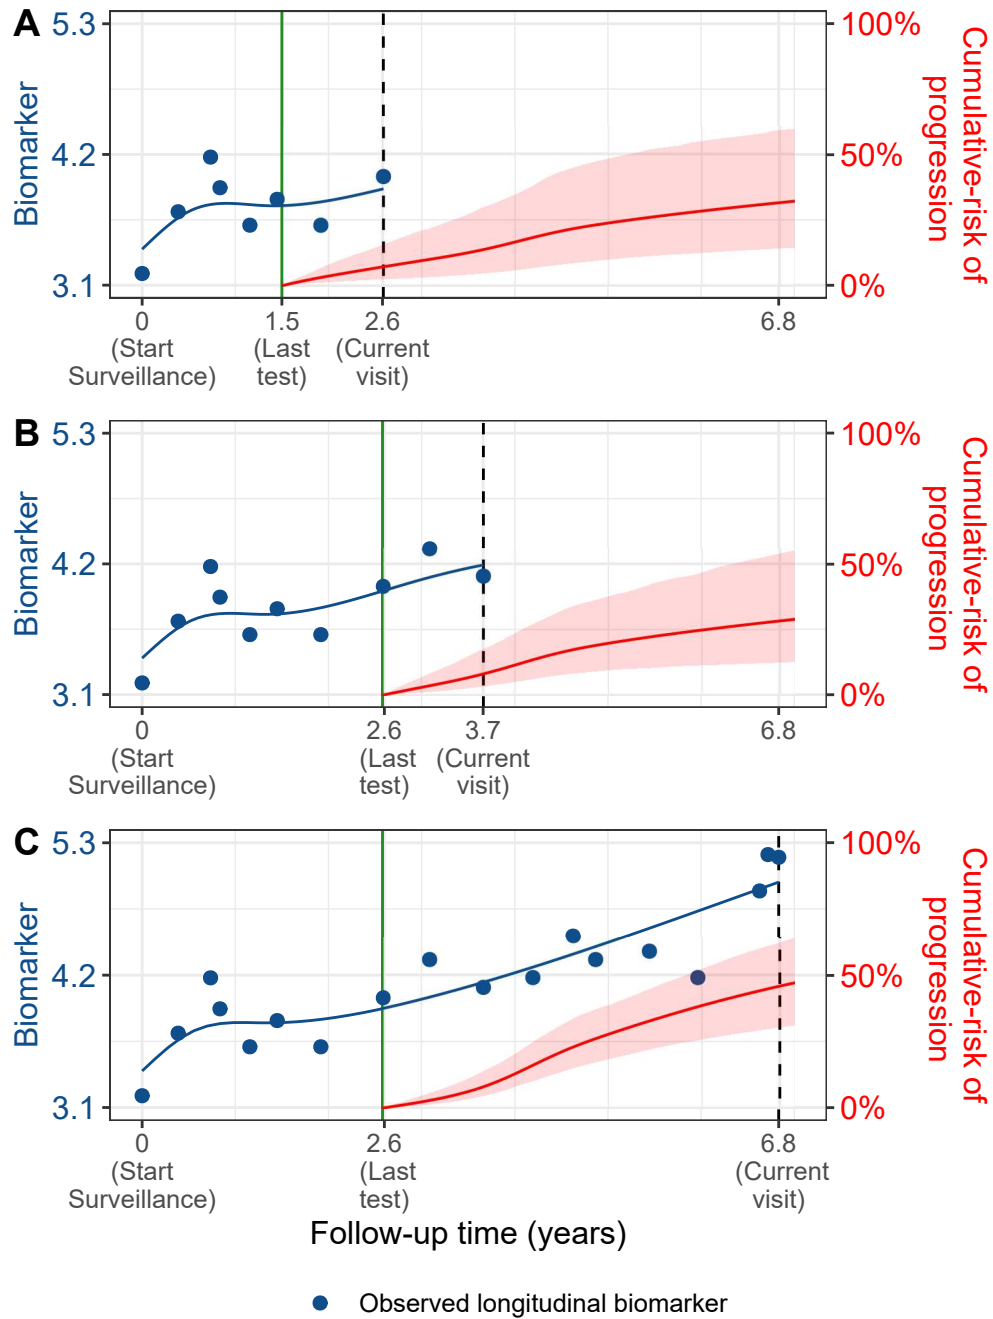 A
5.3
4.2
3.1
Biomarker
100%
50%
0%
Cumulative-risk of
progression
0
(Start
Surveillance)
1.5
(Last
test)
2.6
(Current
visit)
6.8
B
5.3
4.2
3.1
Biomarker
100%
50%
0%
Cumulative-risk of
progression
0
(Start
Surveillance)
2.6
(Last
test)
3.7
(Current
visit)
6.8
C
5.3
4.2
3.1
Biomarker
100%
50%
0%
Cumulative-risk of
progression
0
(Start
Surveillance)
2.6
(Last
test)
6.8
(Current
visit)
Follow-up time (years)
Observed longitudinal biomarker